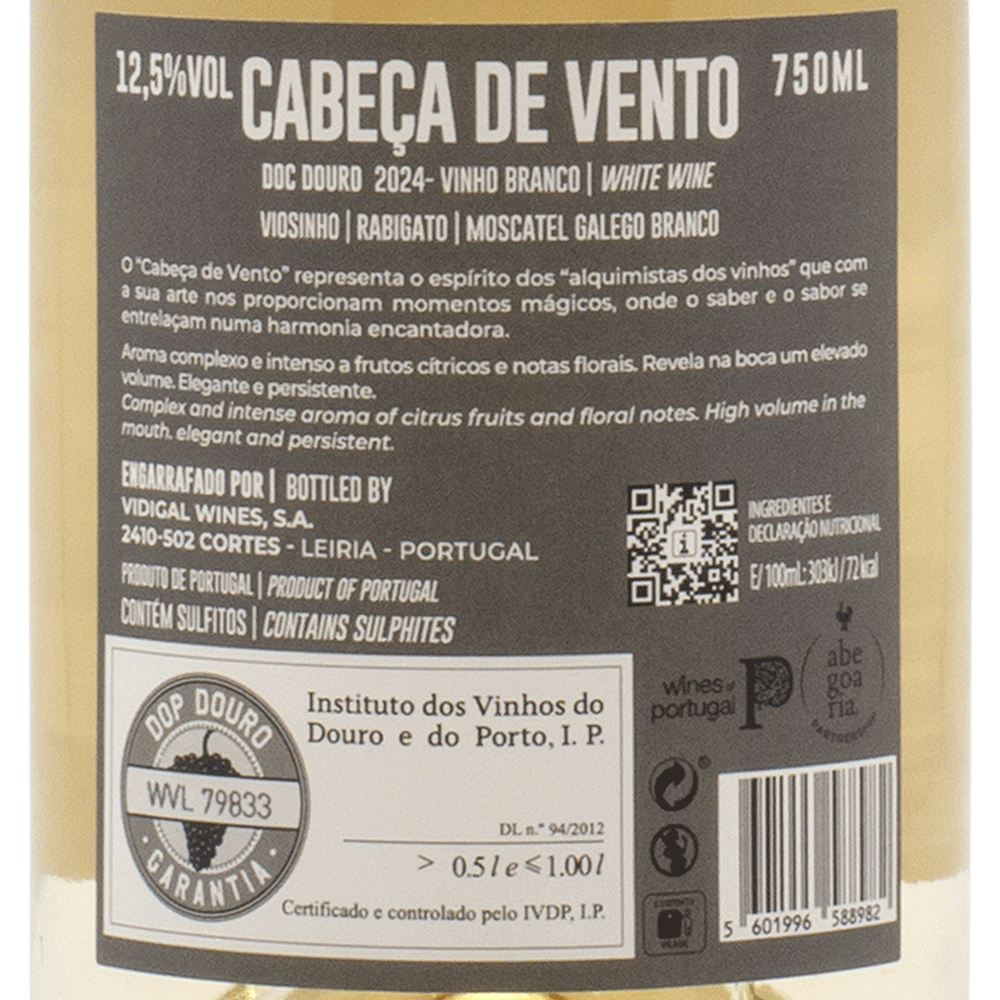 12,5%VOL CABEÇA DE VENTO 750ML
DOC DOURO 2024- VINHO BRANCO | WHITE WINE
VIOSINHO | RABIGATO | MOSCATEL GALEGO BRANCO
O "Cabeça de Vento" representa o espírito dos "alquimistas dos vinhos" que com
a sua arte nos proporcionam momentos mágicos, onde o saber e o sabor se
entrelaçam numa harmonia encantadora.
Aroma complexo e intenso a frutos cítricos e notas florais. Revela na boca um elevado
volume. Elegante e persistente.
Complex and intense aroma of citrus fruits and floral notes. High volume in the
mouth. elegant and persistent.
ENGARRAFADO POR | BOTTLED BY
VIDIGAL WINES, S.A.
2410-502 CORTES - LEIRIA - PORTUGAL
PRODUTO DE PORTUGAL | PRODUCT OF PORTUGAL
CONTÉM SULFITOS | CONTAINS SULPHITES
i
INGREDIENTES E
DECLARAÇÃO NUTRICIONAL
E/ 100mL: 303kJ / 72 kcal
wines of
portugal
P
abe
goa
ria.
DOP DOURO
WVL 79833
· GARANTIA ·
Instituto dos Vinhos do
Douro e do Porto, I. P.
DL n.º 94/2012
> 0.5 l e ≤ 1.00 l
Certificado e controlado pelo IVDP, I.P.
5 601996 588982